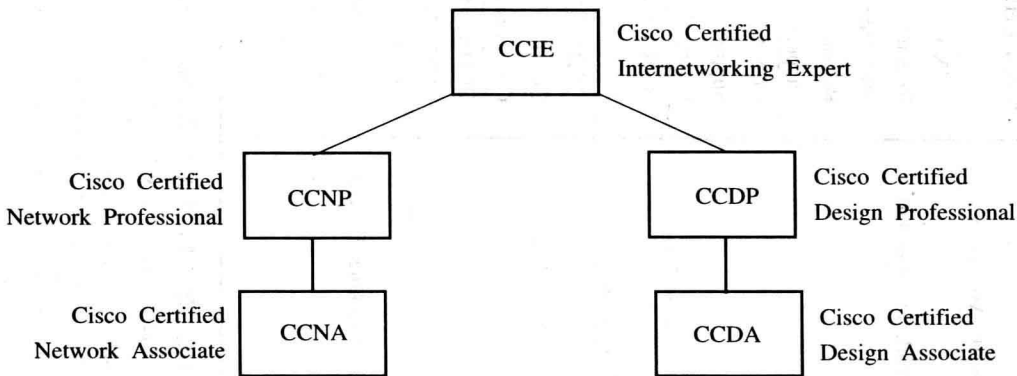 CCIE
Cisco Certified
Internetworking Expert
Cisco Certified
Network Professional
CCNP
CCDP
Cisco Certified
Design Professional
Cisco Certified
Network Associate
CCNA
CCDA
Cisco Certified
Design Associate